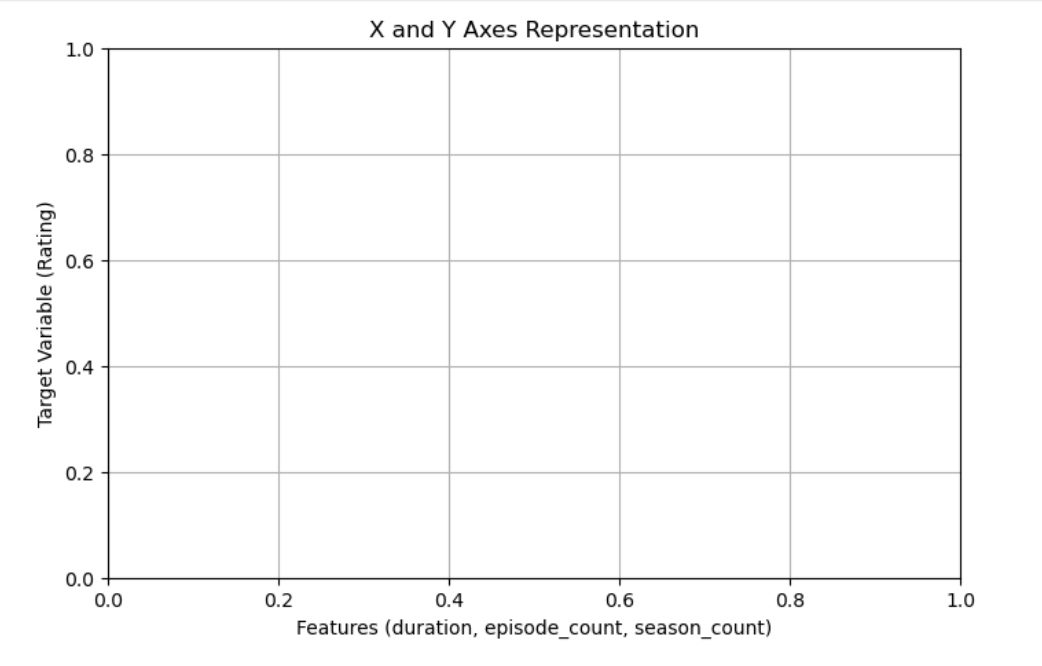 X and Y Axes Representation
1.0
0.8
0.6
0.4
0.2
0.0
Target Variable (Rating)
0.0 0.2 0.4 0.6 0.8 1.0
Features (duration, episode_count, season_count)